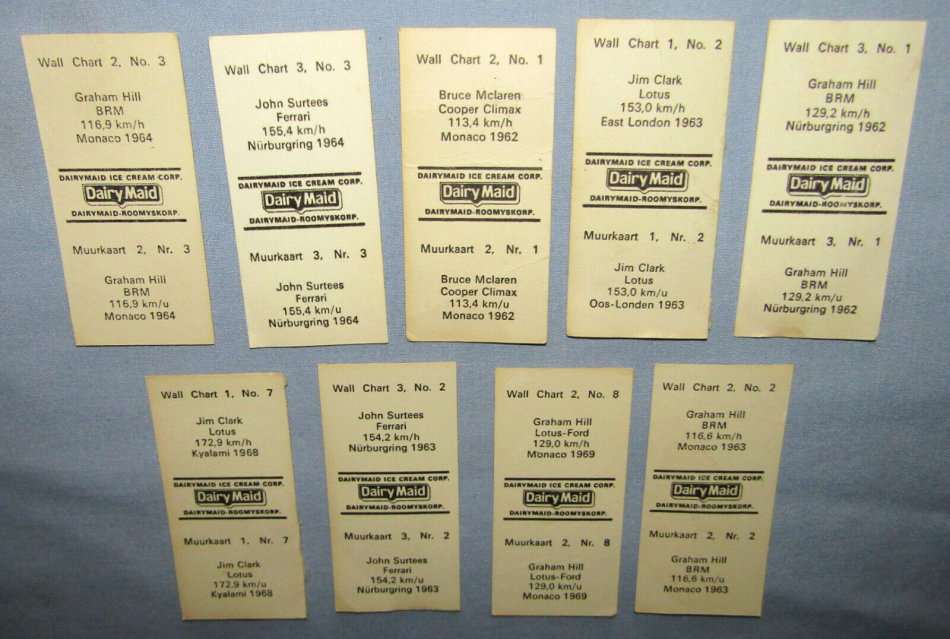 Wall Chart 2, No. 3
Graham Hill
BRM
116,9 km/h
Monaco 1964
DAIRYMAID ICE CREAM CORP.
Dairy Maid
DAIRYMAID-ROOMYSKORP.
Muurkaart 2, Nr. 3
Graham Hill
BRM
116,9 km/u
Monaco 1964
Wall Chart 3, No. 3
John Surtees
Ferrari
155,4 km/h
Nürburgring 1964
DAIRYMAID ICE CREAM CORP.
Dairy Maid
DAIRYMAID-ROOMYSKORP.
Muurkaart 3, Nr. 3
John Surtees
Ferrari
155,4 km/u
Nürburgring 1964
Wall Chart 2, No. 1
Bruce Mclaren
Cooper Climax
113,4 km/h
Monaco 1962
DAIRYMAID ICE CREAM CORP.
Dairy Maid
DAIRYMAID-ROOMYSKORP.
Muurkaart 2, Nr. 1
Bruce Mclaren
Cooper Climax
113,4 km/u
Monaco 1962
Wall Chart 1, No. 2
Jim Clark
Lotus
153,0 km/h
East London 1963
DAIRYMAID ICE CREAM CORP.
Dairy Maid
DAIRYMAID-ROOMYSKORP.
Muurkaart 1, Nr. 2
Jim Clark
Lotus
153,0 km/u
Oos-Londen 1963
Wall Chart 3, No. 1
Graham Hill
BRM
129,2 km/h
Nürburgring 1962
DAIRYMAID ICE CREAM CORP.
Dairy Maid
DAIRYMAID-ROOMYSKORP.
Muurkaart 3, Nr. 1
Graham Hill
BRM
129,2 km/u
Nürburgring 1962
Wall Chart 1, No. 7
Jim Clark
Lotus
172,9 km/h
Kyalami 1968
DAIRYMAID ICE CREAM CORP.
Dairy Maid
DAIRYMAID-ROOMYSKORP.
Muurkaart 1, Nr. 7
Jim Clark
Lotus
172,9 km/u
Kyalami 1968
Wall Chart 3, No. 2
John Surtees
Ferrari
154,2 km/h
Nürburgring 1963
DAIRYMAID ICE CREAM CORP.
Dairy Maid
DAIRYMAID-ROOMYSKORP.
Muurkaart 3, Nr. 2
John Surtees
Ferrari
154,2 km/u
Nürburgring 1963
Wall Chart 2, No. 8
Graham Hill
Lotus-Ford
129,0 km/h
Monaco 1969
DAIRYMAID ICE CREAM CORP.
Dairy Maid
DAIRYMAID-ROOMYSKORP.
Muurkaart 2, Nr. 8
Graham Hill
Lotus-Ford
129,0 km/u
Monaco 1969
Wall Chart 2, No. 2
Graham Hill
BRM
116,6 km/h
Monaco 1963
DAIRYMAID ICE CREAM CORP.
Dairy Maid
DAIRYMAID-ROOMYSKORP.
Muurkaart 2, Nr. 2
Graham Hill
BRM
116,6 km/u
Monaco 1963